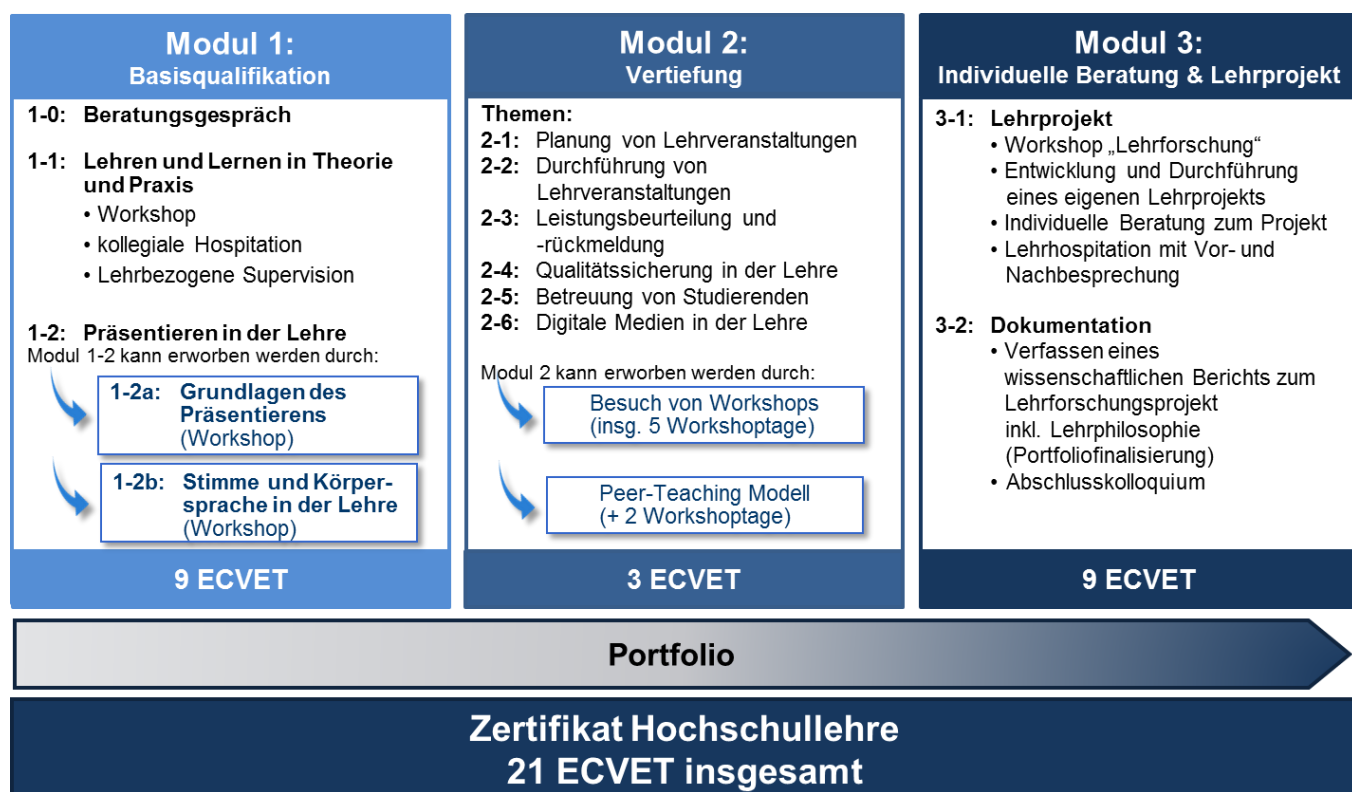 Modul 1:
Basisqualifikation
1-0: Beratungsgespräch
1-1: Lehren und Lernen in Theorie
und Praxis
• Workshop
• kollegiale Hospitation
• Lehrbezogene Supervision
1-2: Präsentieren in der Lehre
Modul 1-2 kann erworben werden durch:
1-2a: Grundlagen des
Präsentierens
(Workshop)
1-2b: Stimme und Körper-
sprache in der Lehre
(Workshop)
9 ECVET
Modul 2:
Vertiefung
Themen:
2-1: Planung von Lehrveranstaltungen
2-2: Durchführung von
Lehrveranstaltungen
2-3: Leistungsbeurteilung und
-rückmeldung
2-4: Qualitätssicherung in der Lehre
2-5: Betreuung von Studierenden
2-6: Digitale Medien in der Lehre
Modul 2 kann erworben werden durch:
Besuch von Workshops
(insg. 5 Workshoptage)
Peer-Teaching Modell
(+ 2 Workshoptage)
3 ECVET
Modul 3:
Individuelle Beratung & Lehrprojekt
3-1: Lehrprojekt
• Workshop „Lehrforschung“
• Entwicklung und Durchführung
eines eigenen Lehrprojekts
• Individuelle Beratung zum Projekt
• Lehrhospitation mit Vor- und
Nachbesprechung
3-2: Dokumentation
• Verfassen eines
wissenschaftlichen Berichts zum
Lehrforschungsprojekt
inkl. Lehrphilosophie
(Portfoliofinalisierung)
• Abschlusskolloquium
9 ECVET
Portfolio
Zertifikat Hochschullehre
21 ECVET insgesamt